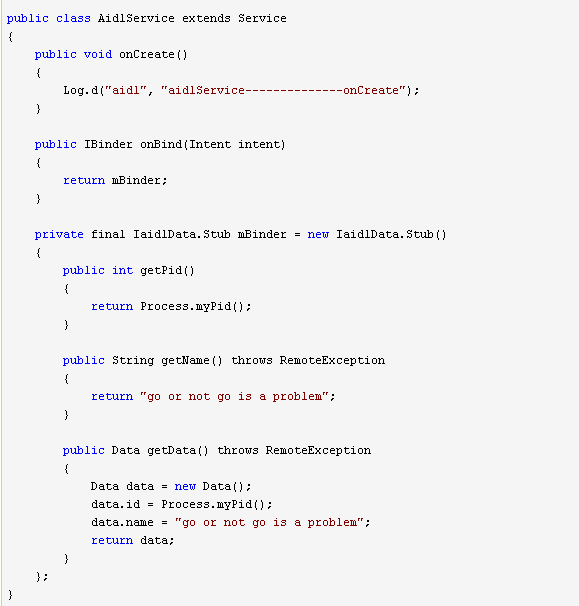 public class AidlService extends Service
{
    public void onCreate()
    {
        Log.d("aidl", "aidlService--------------onCreate");
    }

    public IBinder onBind(Intent intent)
    {
        return mBinder;
    }

    private final IaidlData.Stub mBinder = new IaidlData.Stub()
    {
        public int getPid()
        {
            return Process.myPid();
        }

        public String getName() throws RemoteException
        {
            return "go or not go is a problem";
        }

        public Data getData() throws RemoteException
        {
            Data data = new Data();
            data.id = Process.myPid();
            data.name = "go or not go is a problem";
            return data;
        }
    };
}